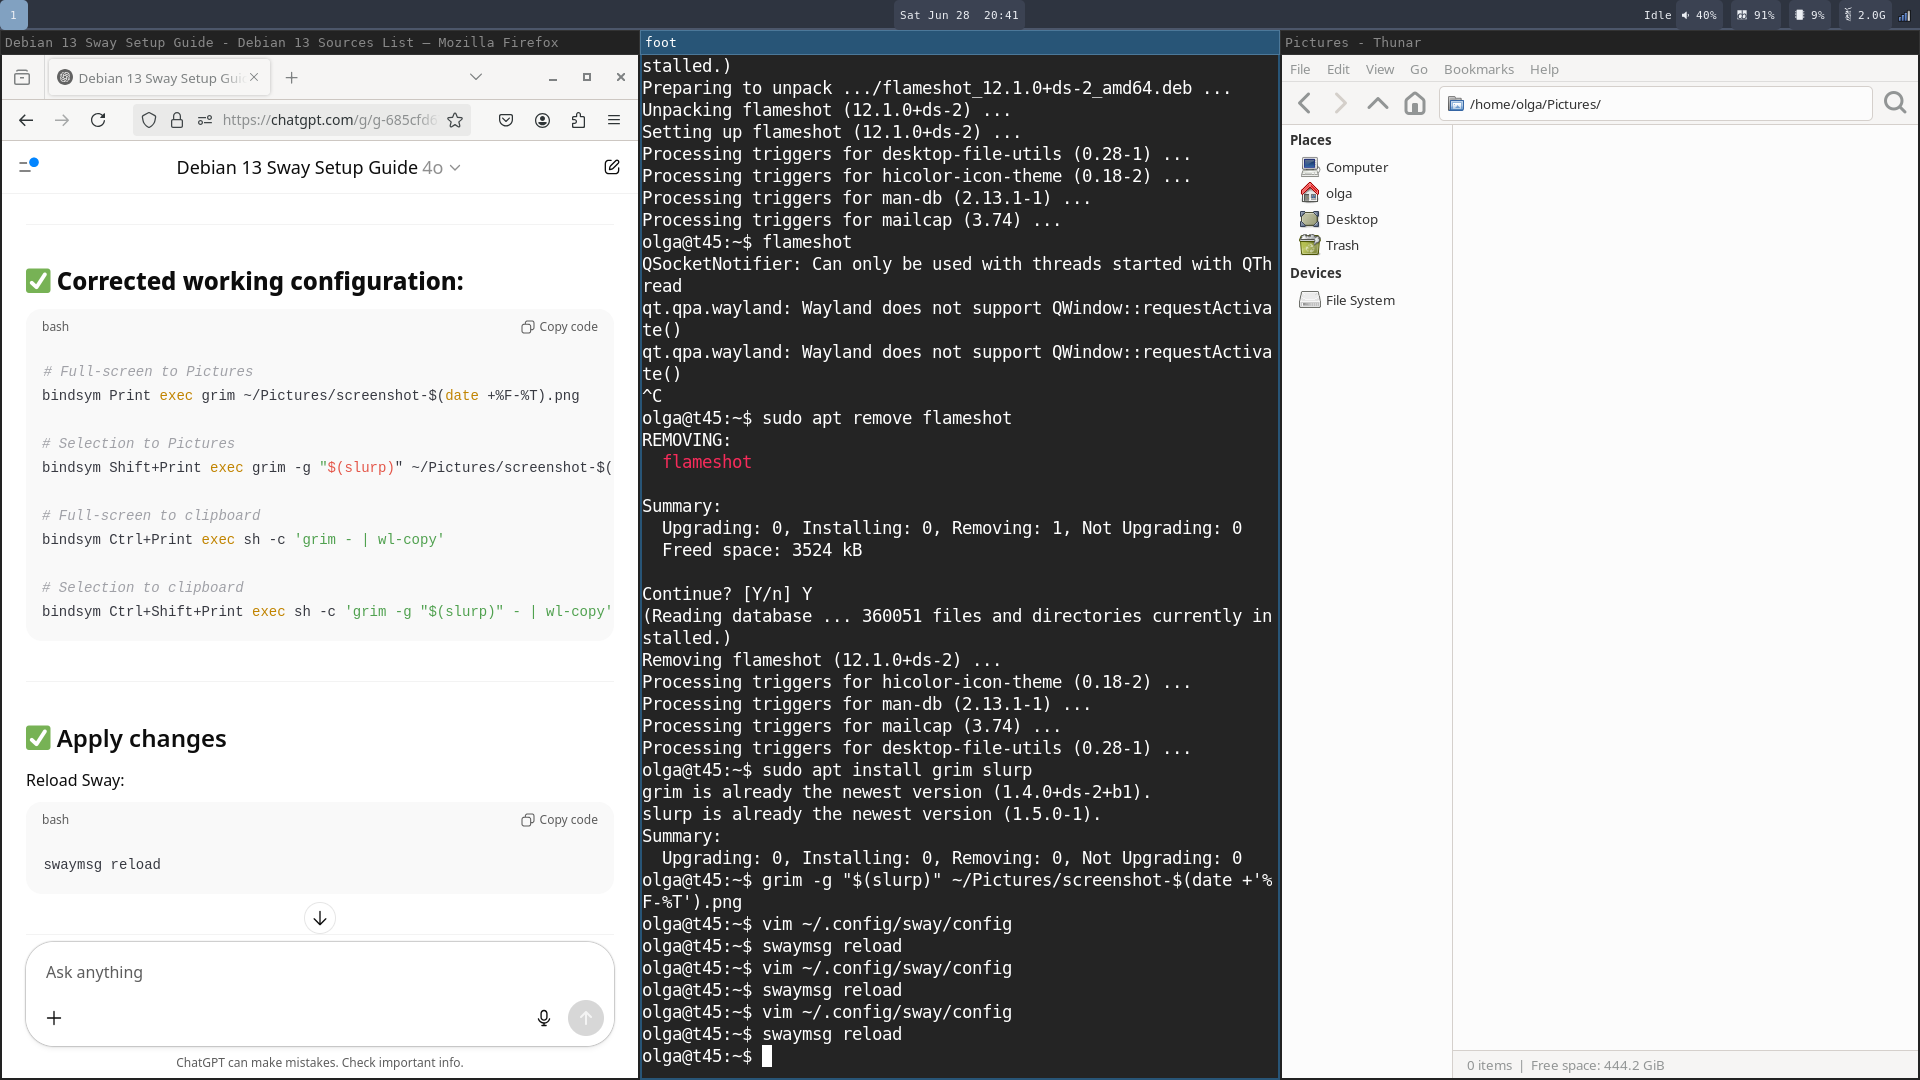 1
Sat Jun 28  20:41
Idle 40% 91% 9% 2.0G
Debian 13 Sway Setup Guide - Debian 13 Sources List — Mozilla Firefox
Debian 13 Sway Setup Gui
https://chatgpt.com/g/g-685cfd6
Debian 13 Sway Setup Guide 4o
Corrected working configuration:
bash
Copy code
# Full-screen to Pictures
bindsym Print exec grim ~/Pictures/screenshot-$(date +%F-%T).png
# Selection to Pictures
bindsym Shift+Print exec grim -g "$(slurp)" ~/Pictures/screenshot-$(
# Full-screen to clipboard
bindsym Ctrl+Print exec sh -c 'grim - | wl-copy'
# Selection to clipboard
bindsym Ctrl+Shift+Print exec sh -c 'grim -g "$(slurp)" - | wl-copy'
Apply changes
Reload Sway:
bash
Copy code
swaymsg reload
Ask anything
ChatGPT can make mistakes. Check important info.
foot
stalled.)
Preparing to unpack .../flameshot_12.1.0+ds-2_amd64.deb ...
Unpacking flameshot (12.1.0+ds-2) ...
Setting up flameshot (12.1.0+ds-2) ...
Processing triggers for desktop-file-utils (0.28-1) ...
Processing triggers for hicolor-icon-theme (0.18-2) ...
Processing triggers for man-db (2.13.1-1) ...
Processing triggers for mailcap (3.74) ...
olga@t45:~$ flameshot
QSocketNotifier: Can only be used with threads started with QTh
read
qt.qpa.wayland: Wayland does not support QWindow::requestActiva
te()
qt.qpa.wayland: Wayland does not support QWindow::requestActiva
te()
^C
olga@t45:~$ sudo apt remove flameshot
REMOVING:
flameshot
Summary:
Upgrading: 0, Installing: 0, Removing: 1, Not Upgrading: 0
Freed space: 3524 kB
Continue? [Y/n] Y
(Reading database ... 360051 files and directories currently in
stalled.)
Removing flameshot (12.1.0+ds-2) ...
Processing triggers for hicolor-icon-theme (0.18-2) ...
Processing triggers for man-db (2.13.1-1) ...
Processing triggers for mailcap (3.74) ...
Processing triggers for desktop-file-utils (0.28-1) ...
olga@t45:~$ sudo apt install grim slurp
grim is already the newest version (1.4.0+ds-2+b1).
slurp is already the newest version (1.5.0-1).
Summary:
Upgrading: 0, Installing: 0, Removing: 0, Not Upgrading: 0
olga@t45:~$ grim -g "$(slurp)" ~/Pictures/screenshot-$(date +'%
F-%T').png
olga@t45:~$ vim ~/.config/sway/config
olga@t45:~$ swaymsg reload
olga@t45:~$ vim ~/.config/sway/config
olga@t45:~$ swaymsg reload
olga@t45:~$ vim ~/.config/sway/config
olga@t45:~$ swaymsg reload
olga@t45:~$
Pictures - Thunar
File Edit View Go Bookmarks Help
/home/olga/Pictures/
Places
Computer
olga
Desktop
Trash
Devices
File System
0 items | Free space: 444.2 GiB